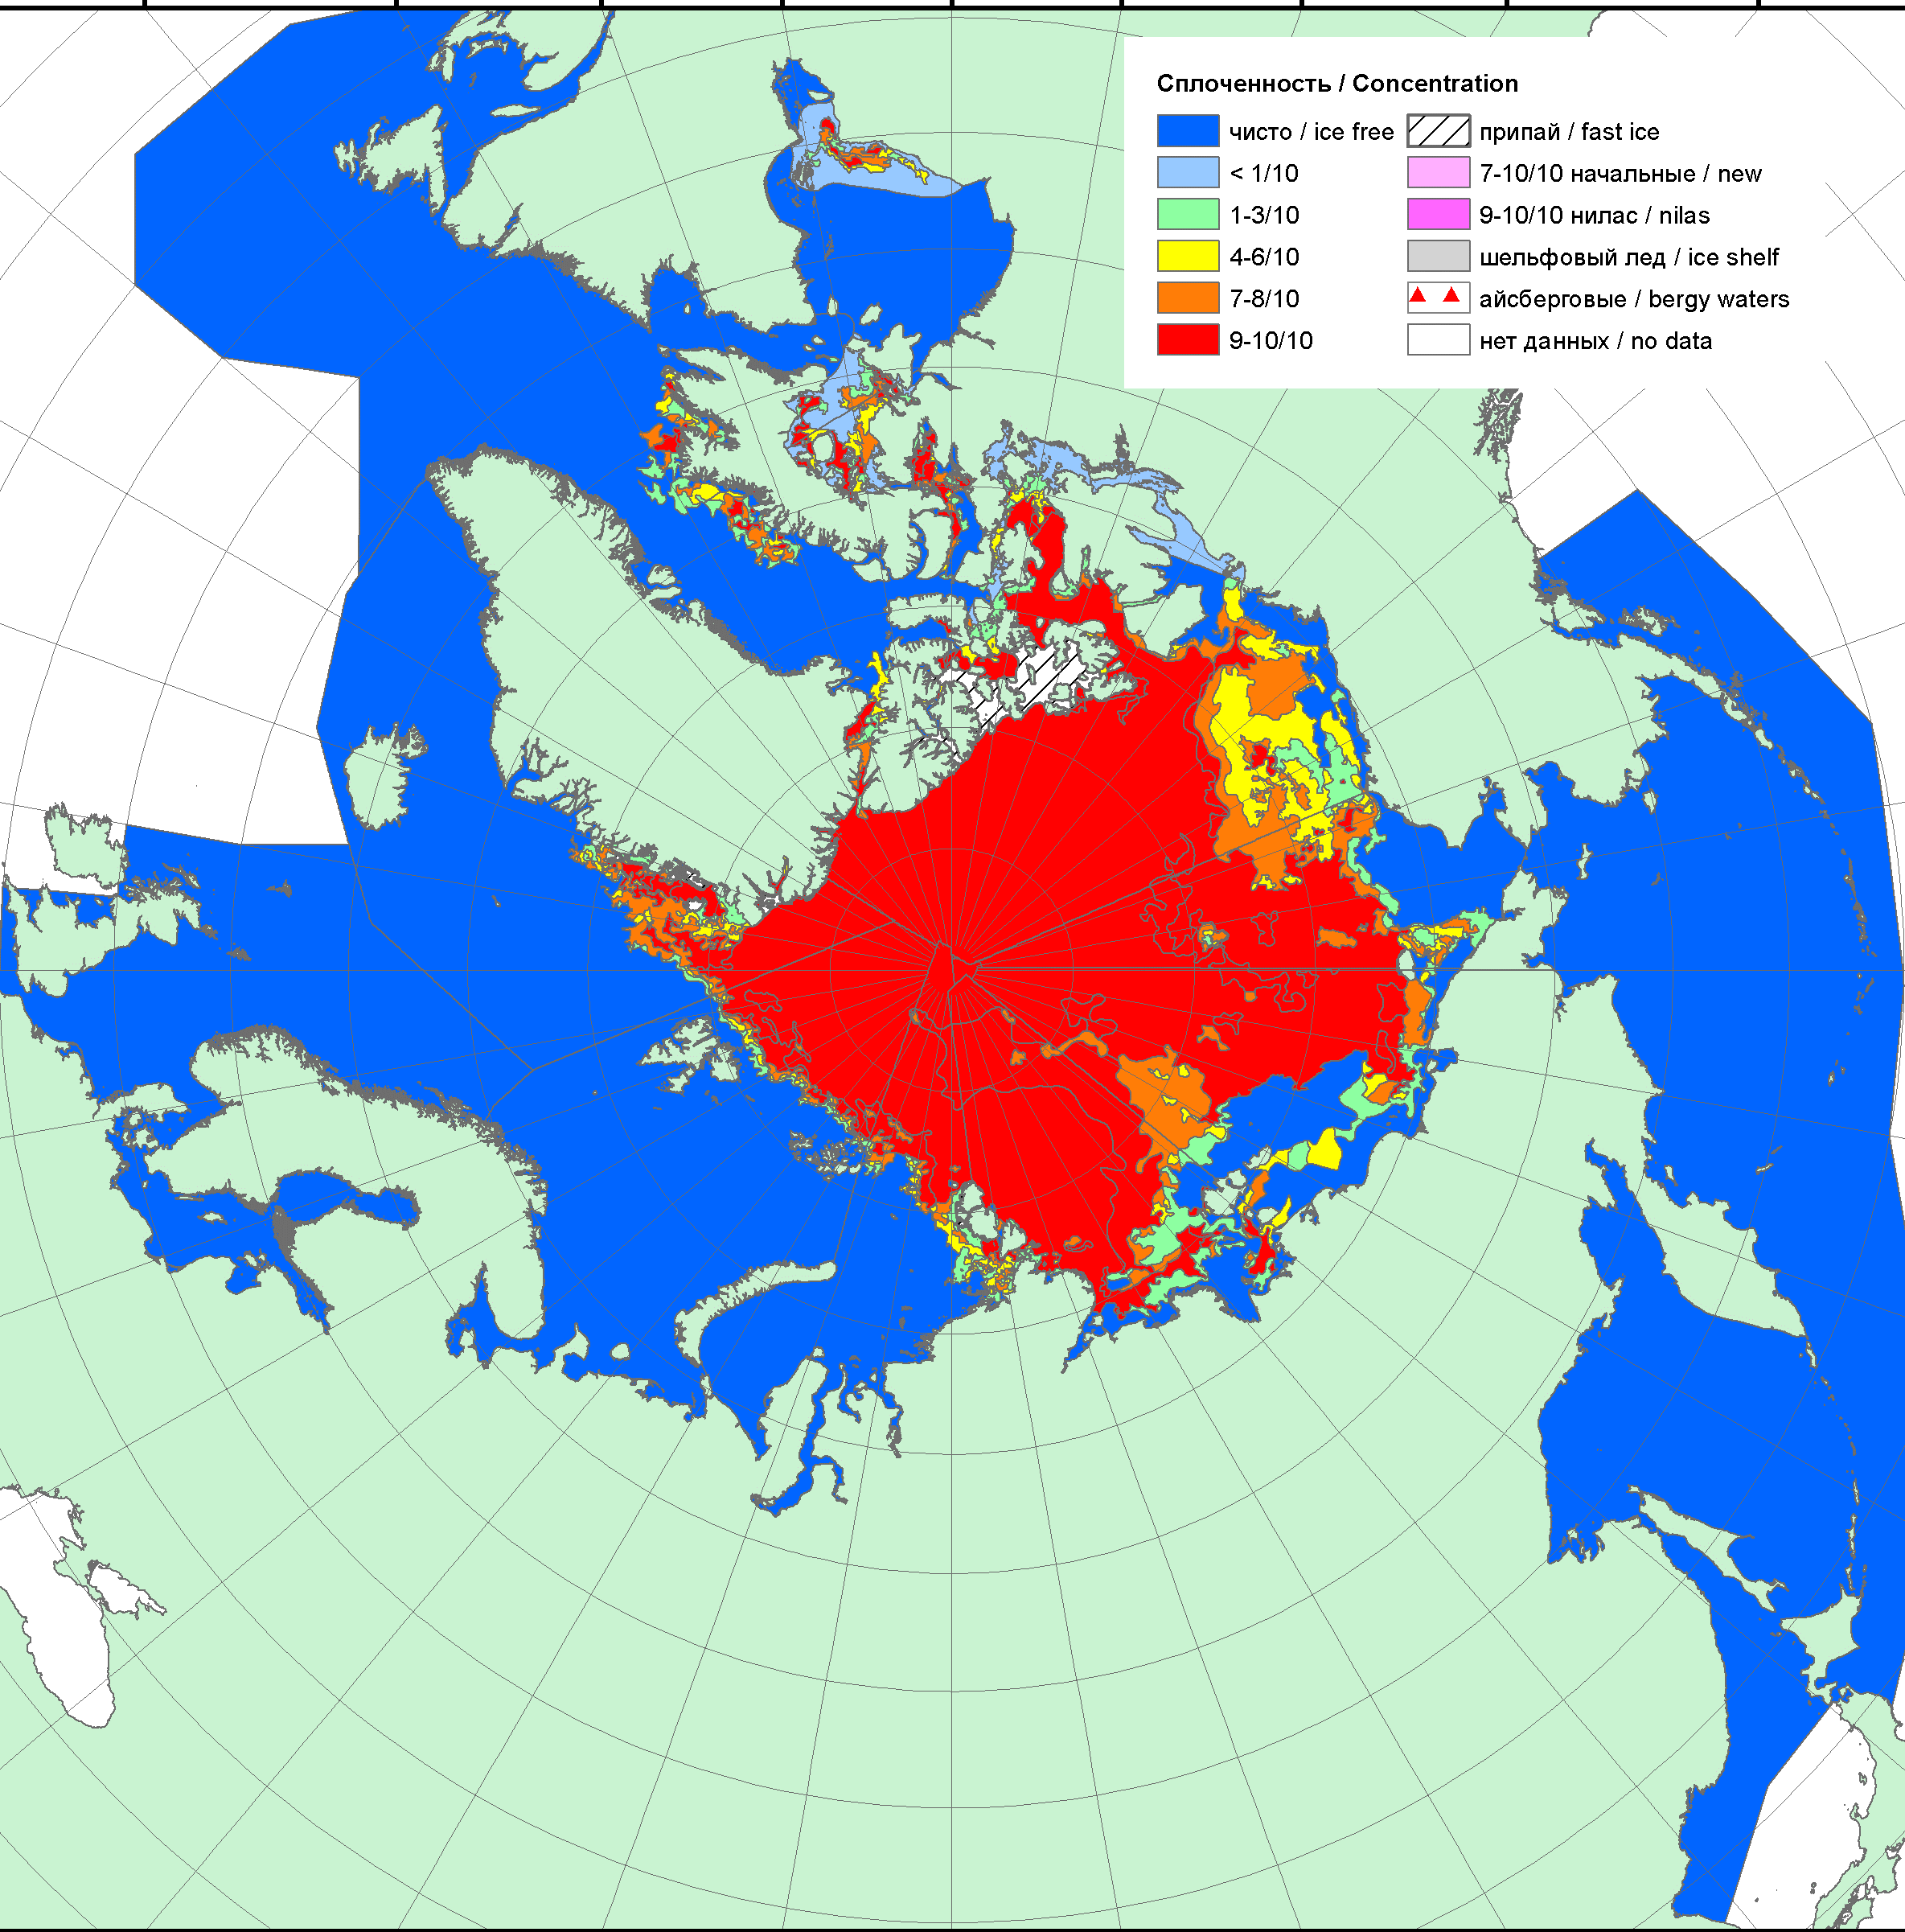 Сплоченность / Concentration
чисто / ice free
< 1/10
1-3/10
4-6/10
7-8/10
9-10/10
припай / fast ice
7-10/10 начальные / new
9-10/10 нилас / nilas
шельфовый лед / ice shelf
айсберговые / bergy waters
нет данных / no data